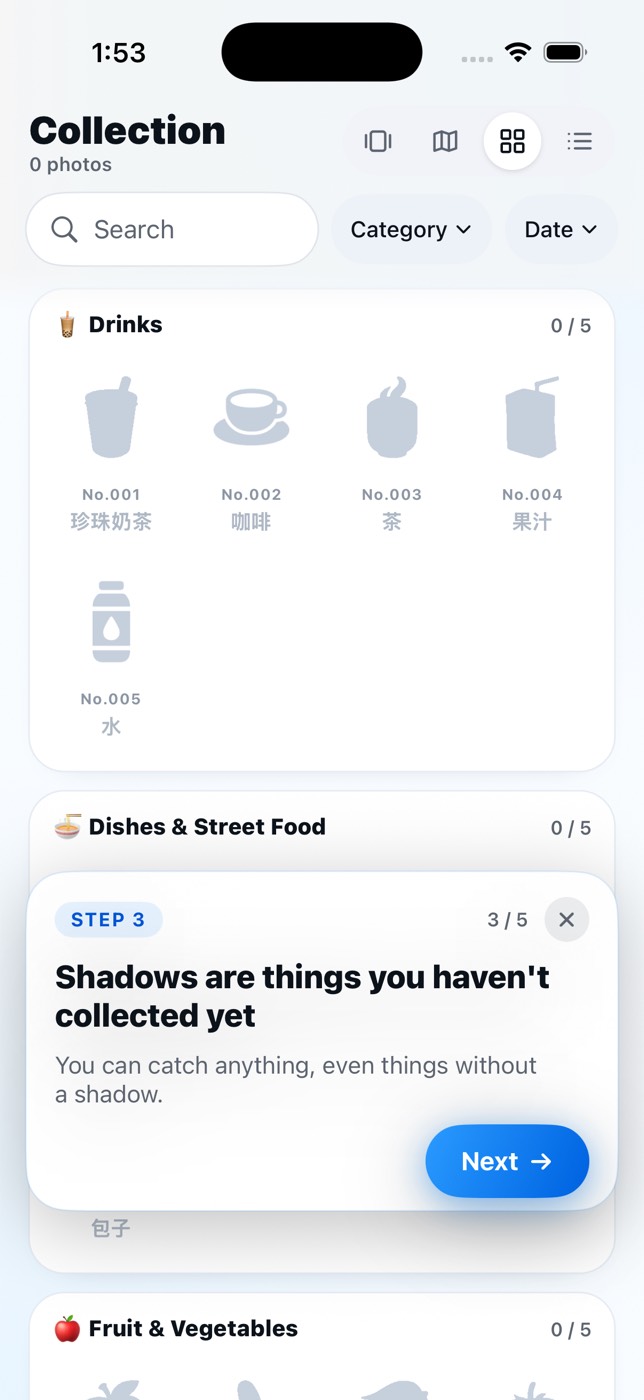 1:53
Collection
0 photos
Search
Category
Date
Drinks
0 / 5
No.001
No.002
No.003
No.004
珍珠奶茶
咖啡
茶
果汁
No.005
水
Dishes & Street Food
0 / 5
STEP 3
3 / 5
Shadows are things you haven't
collected yet
You can catch anything, even things without
a shadow.
Next
包子
Fruit & Vegetables
0 / 5